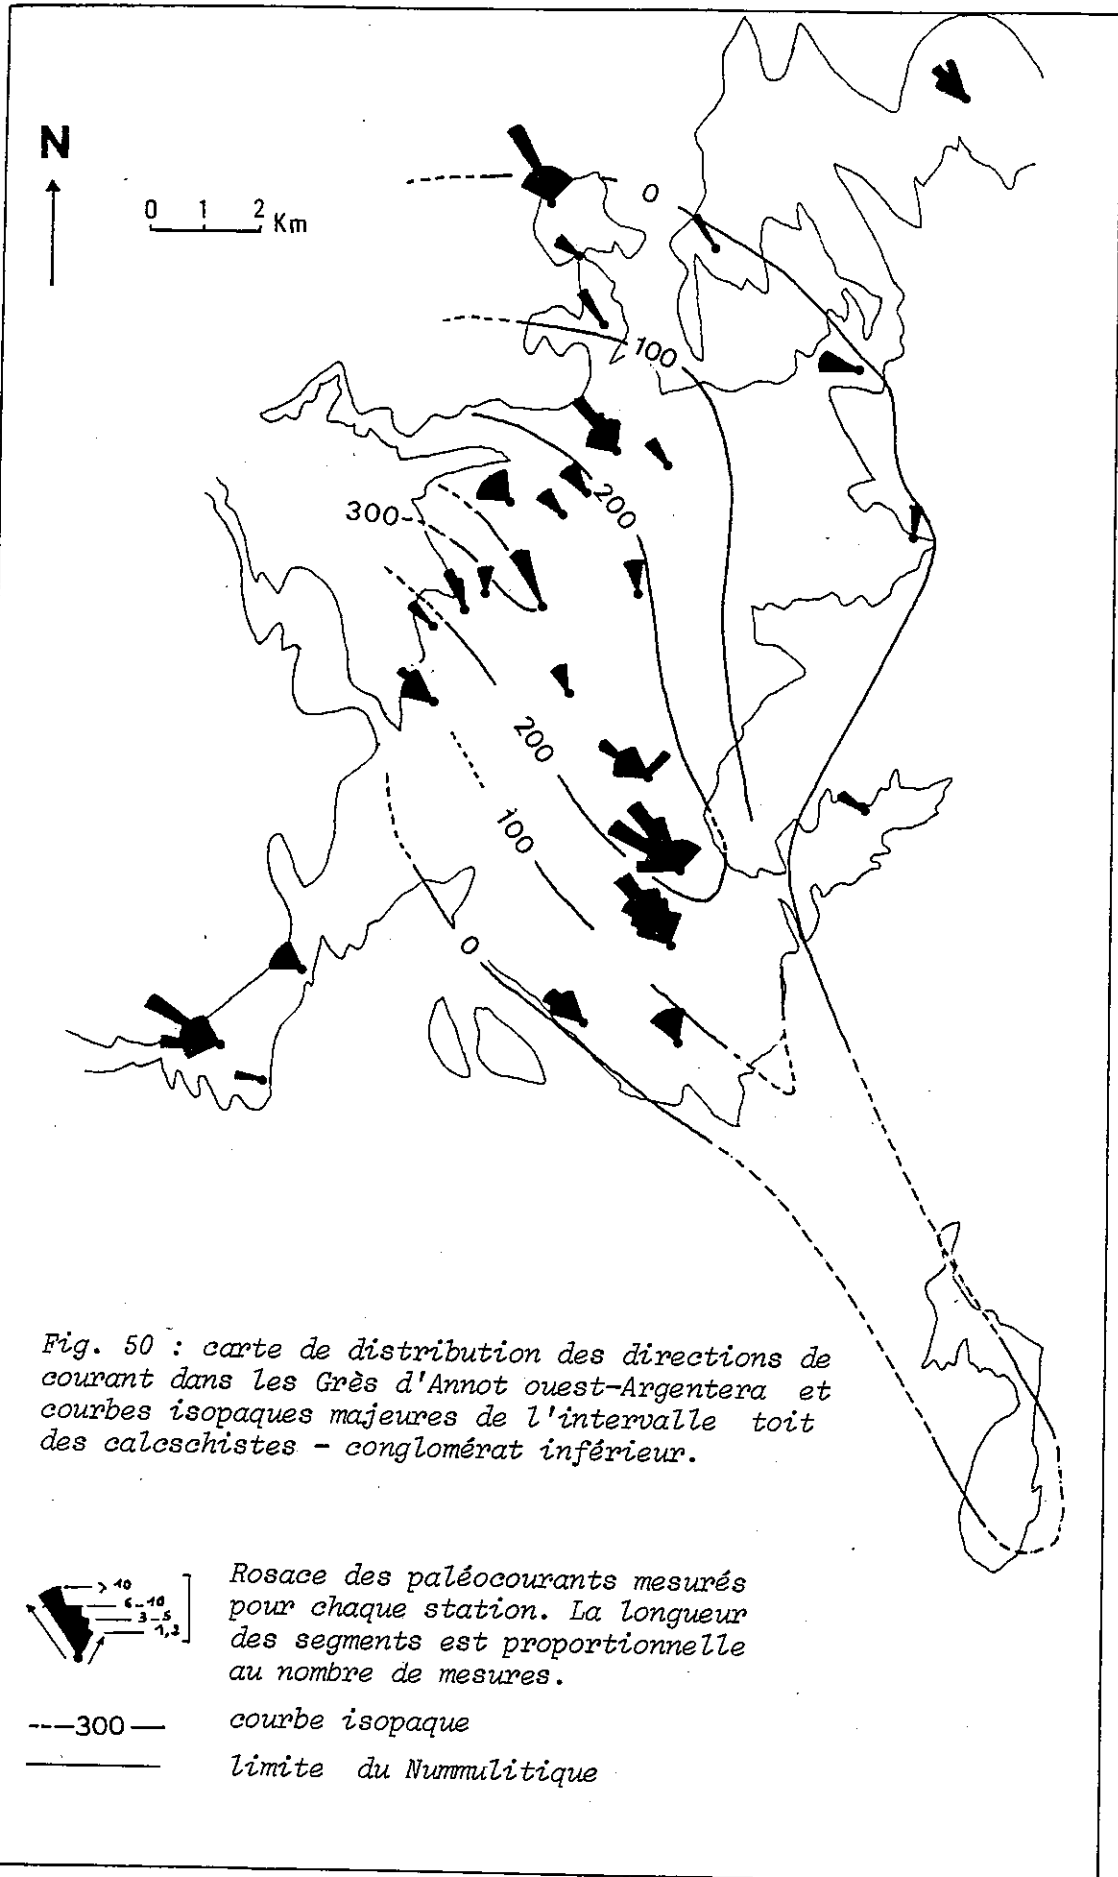 N
0 1 2 Km
0
100
200
300
200
100
0
Fig. 50 : carte de distribution des directions de
courant dans les Grès d'Annot ouest-Argentera et
courbes isopaques majeures de l'intervalle toit
des calcschistes - conglomérat inférieur.
> 10
6-10
3-5
1,2
Rosace des paléocourants mesurés
pour chaque station. La longueur
des segments est proportionnelle
au nombre de mesures.
---300— courbe isopaque
limite du Nummulitique